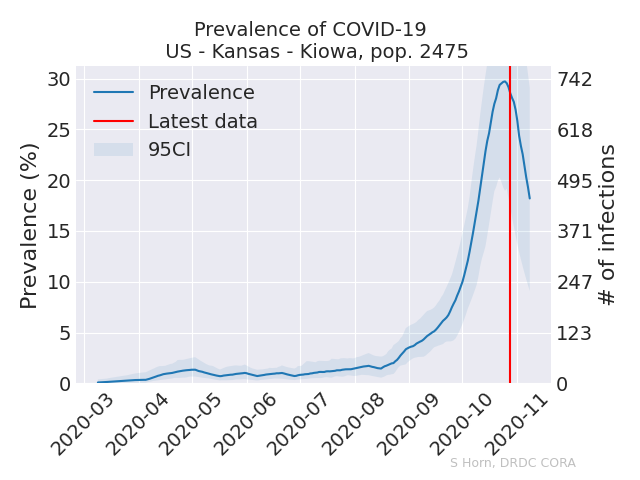 Prevalence of COVID-19
US - Kansas - Kiowa, pop. 2475
Prevalence (%)
30
25
20
15
10
5
0
Prevalence
Latest data
95CI
742
618
495
371
247
123
0
# of infections
2020-03
2020-04
2020-05
2020-06
2020-07
2020-08
2020-09
2020-10
2020-11
S Horn, DRDC CORA